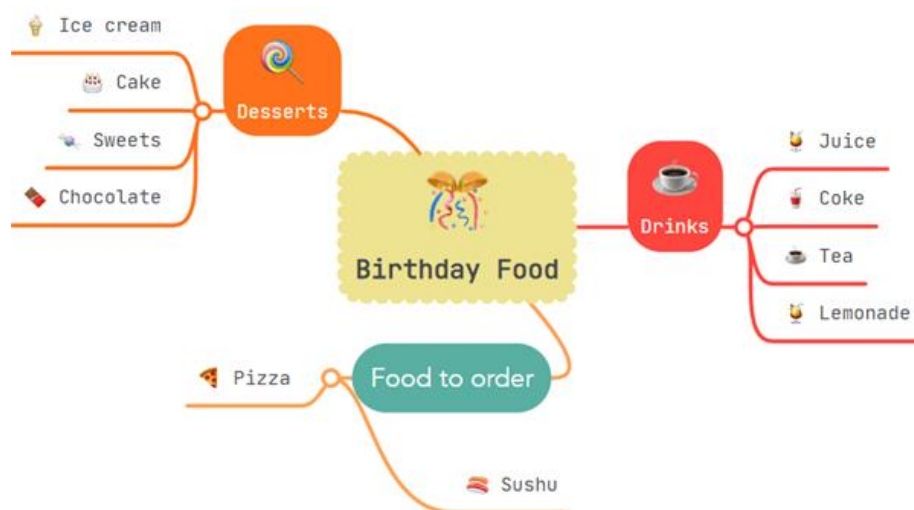 Ice cream
Cake
Sweets
Chocolate
Desserts
Birthday Food
Drinks
Juice
Coke
Tea
Lemonade
Food to order
Pizza
Sushu